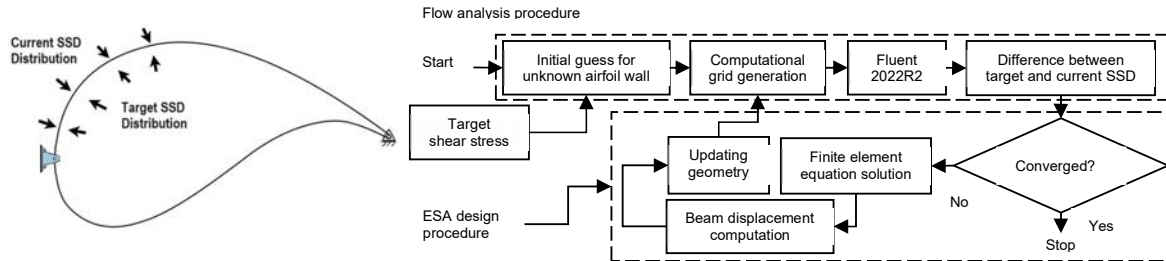 Current SSD
Distribution
Target SSD
Distribution
Flow analysis procedure
Start
Initial guess for
unknown airfoil wall
Computational
grid generation
Fluent
2022R2
Difference between
target and current SSD
Target
shear stress
Updating
geometry
Finite element
equation solution
Converged?
No
Yes
Stop
Beam displacement
computation
ESA design
procedure